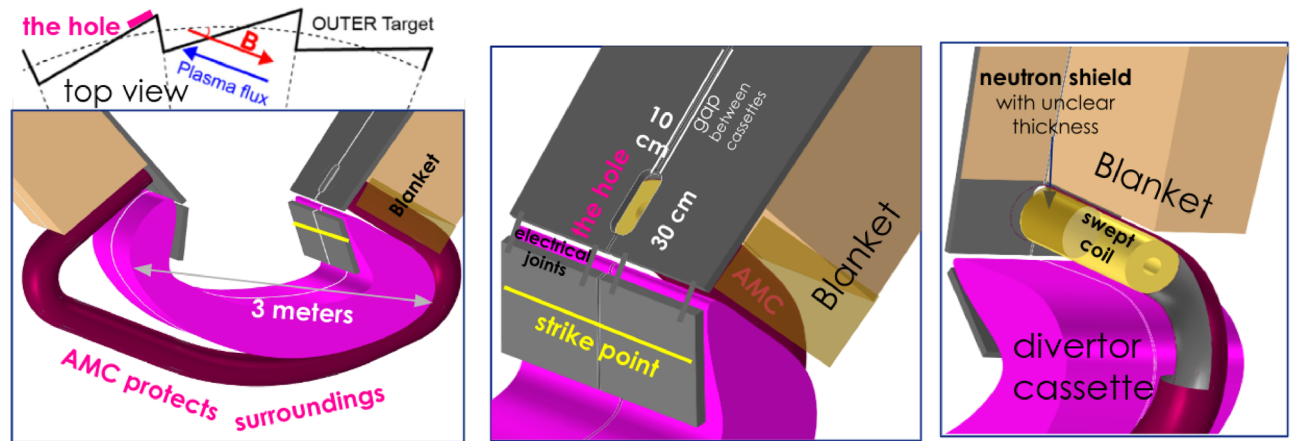 the hole
OUTER Target
B
Plasma flux
top view
Blanket
3 meters
AMC protects surroundings
10
cm
gap
between
cassettes
the hole
30 cm
electrical
joints
AMC
Blanket
strike point
neutron shield
with unclear
thickness
Blanket
swept
coil
divertor
cassette